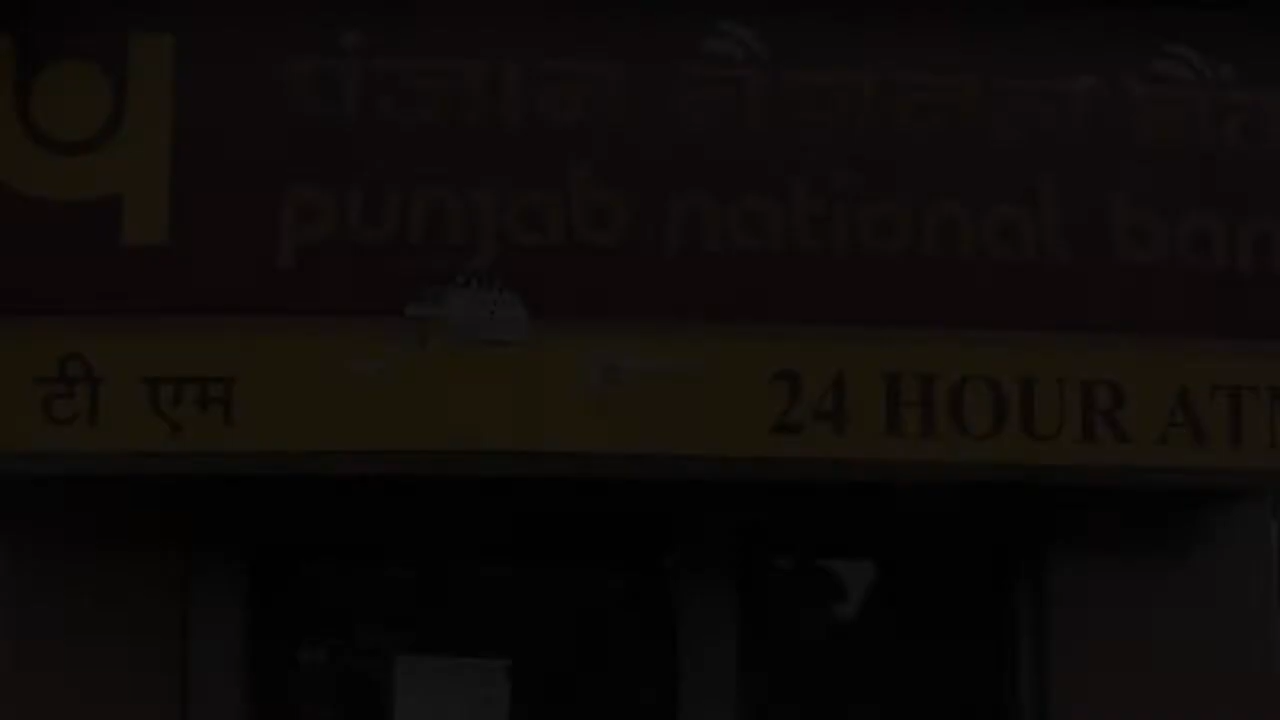 पंजाब नैशनल बैंक
punjab national ban
टी एम 24 HOUR AT